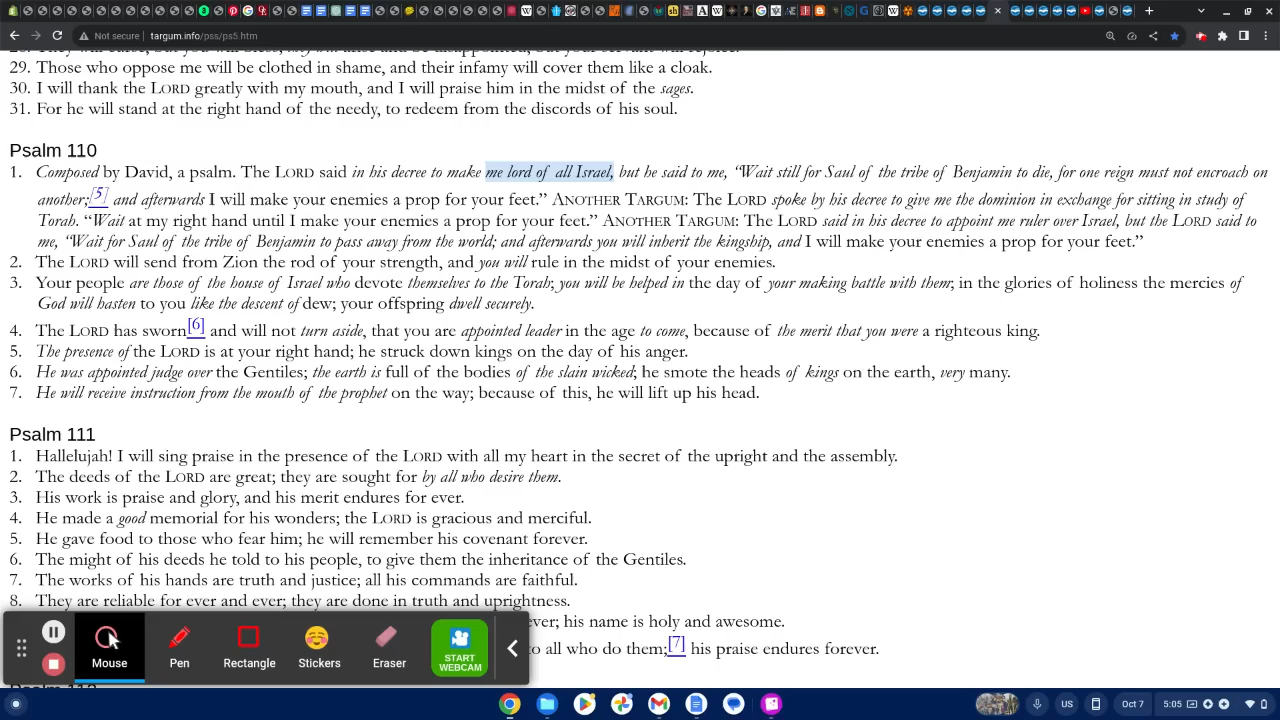 Not secure | targum.info/pss/ps5.htm
29. Those who oppose me will be clothed in shame, and their infamy will cover them like a cloak.
30. I will thank the LORD greatly with my mouth, and I will praise him in the midst of the sages.
31. For he will stand at the right hand of the needy, to redeem from the discords of his soul.
Psalm 110
1. Composed by David, a psalm. The LORD said in his decree to make me lord of all Israel, but he said to me, “Wait still for Saul of the tribe of Benjamin to die, for one reign must not encroach on
another;[5] and afterwards I will make your enemies a prop for your feet.” ANOTHER TARGUM: The LORD spoke by his decree to give me the dominion in exchange for sitting in study of
Torah. “Wait at my right hand until I make your enemies a prop for your feet.” ANOTHER TARGUM: The LORD said in his decree to appoint me ruler over Israel, but the LORD said to
me, “Wait for Saul of the tribe of Benjamin to pass away from the world; and afterwards you will inherit the kingship, and I will make your enemies a prop for your feet.”
2. The LORD will send from Zion the rod of your strength, and you will rule in the midst of your enemies.
3. Your people are those of the house of Israel who devote themselves to the Torah; you will be helped in the day of your making battle with them; in the glories of holiness the mercies of
God will hasten to you like the descent of dew; your offspring dwell securely.
4. The LORD has sworn[6] and will not turn aside, that you are appointed leader in the age to come, because of the merit that you were a righteous king.
5. The presence of the LORD is at your right hand; he struck down kings on the day of his anger.
6. He was appointed judge over the Gentiles; the earth is full of the bodies of the slain wicked; he smote the heads of kings on the earth, very many.
7. He will receive instruction from the mouth of the prophet on the way; because of this, he will lift up his head.
Psalm 111
1. Hallelujah! I will sing praise in the presence of the LORD with all my heart in the secret of the upright and the assembly.
2. The deeds of the LORD are great; they are sought for by all who desire them.
3. His work is praise and glory, and his merit endures for ever.
4. He made a good memorial for his wonders; the LORD is gracious and merciful.
5. He gave food to those who fear him; he will remember his covenant forever.
6. The might of his deeds he told to his people, to give them the inheritance of the Gentiles.
7. The works of his hands are truth and justice; all his commands are faithful.
8. They are reliable for ever and ever; they are done in truth and uprightness.
ever; his name is holy and awesome.
to all who do them;[7] his praise endures forever.
Mouse Pen Rectangle Stickers Eraser START WEBCAM
US Oct 7 5:05